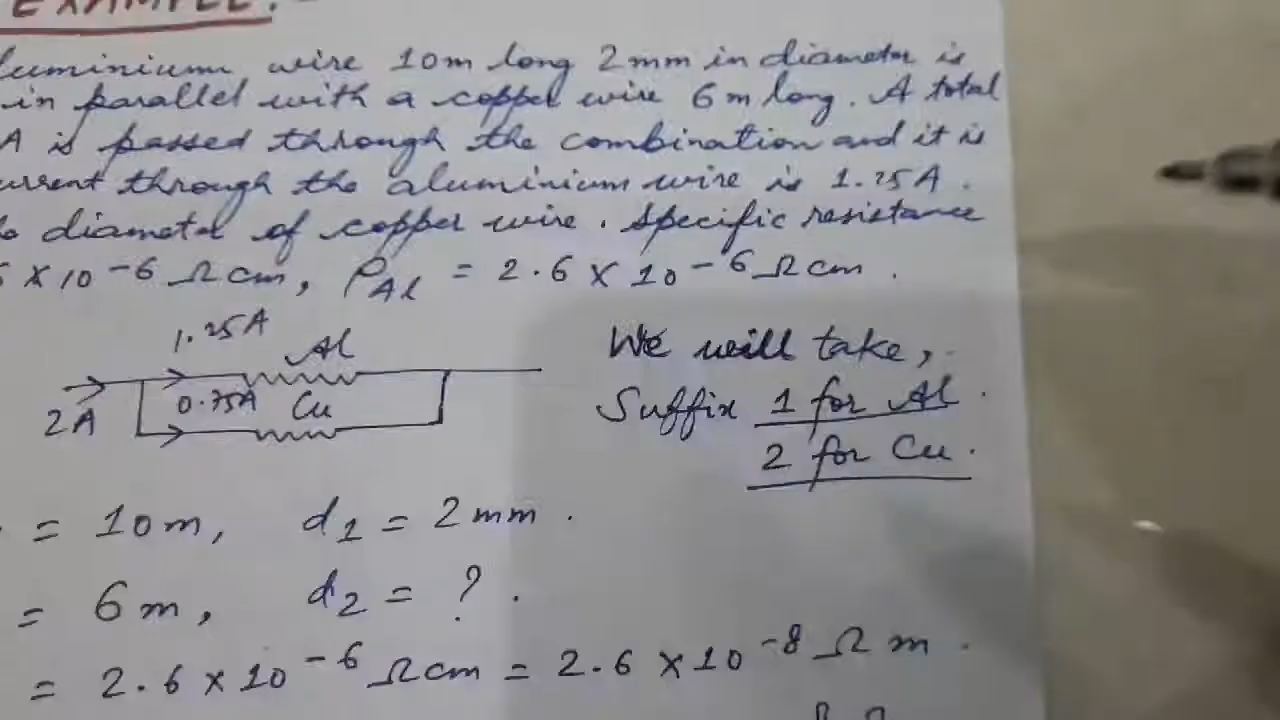 EXAMPLE:
luminium wire 10m long 2mm in diameter is
in parallel with a copper wire 6m long. A total
A is passed through the combination and it is
urrent through the aluminium wire is 1.25A.
diameter of copper wire. Specific resistance
6 × 10⁻⁶ Ω cm, ρAl = 2.6 × 10⁻⁶ Ω cm.
1.25A
Al
2A
0.75A
Cu
We will take,
Suffix 1 for Al.
2 for Cu.
= 10m, d₁ = 2mm.
= 6m, d₂ = ?.
= 2.6 × 10⁻⁶ Ω cm = 2.6 × 10⁻⁸ Ω m.